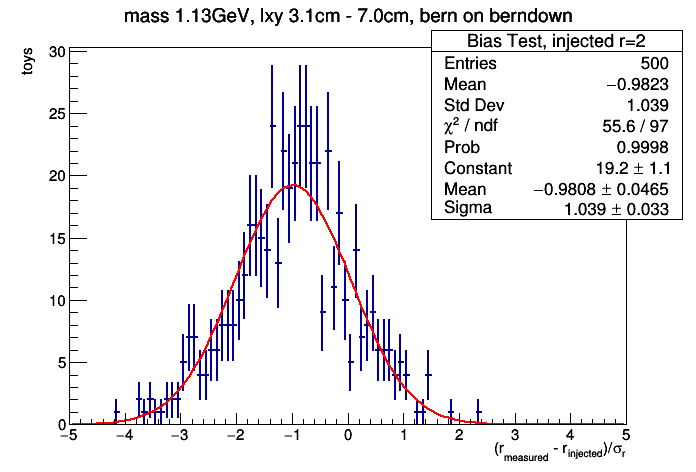 mass 1.13GeV, lxy 3.1cm - 7.0cm, bern on berndown
toys
Bias Test, injected r=2
Entries 500
Mean −0.9823
Std Dev 1.039
χ² / ndf 55.6 / 97
Prob 0.9998
Constant 19.2 ± 1.1
Mean −0.9808 ± 0.0465
Sigma 1.039 ± 0.033
30
25
20
15
10
5
0
−5 −4 −3 −2 −1 0 1 2 3 4 5
(r_measured - r_injected)/σ_r